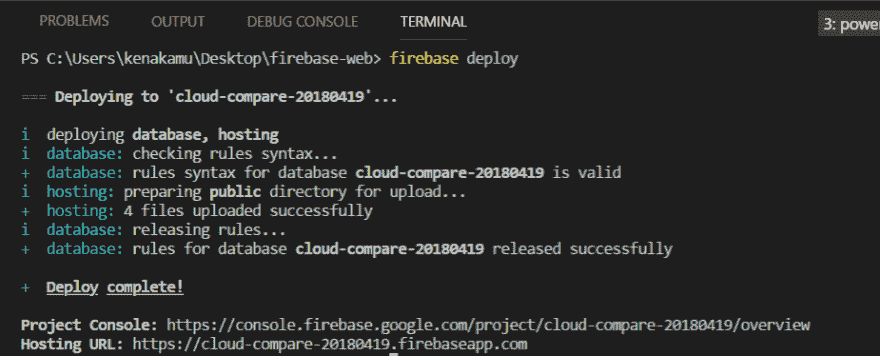 PROBLEMS OUTPUT DEBUG CONSOLE TERMINAL 3: power
PS C:\Users\kenakamu\Desktop\firebase-web> firebase deploy
=== Deploying to 'cloud-compare-20180419'...
i deploying database, hosting
i database: checking rules syntax...
+ database: rules syntax for database cloud-compare-20180419 is valid
i hosting: preparing public directory for upload...
+ hosting: 4 files uploaded successfully
i database: releasing rules...
+ database: rules for database cloud-compare-20180419 released successfully
+ Deploy complete!
Project Console: https://console.firebase.google.com/project/cloud-compare-20180419/overview
Hosting URL: https://cloud-compare-20180419.firebaseapp.com